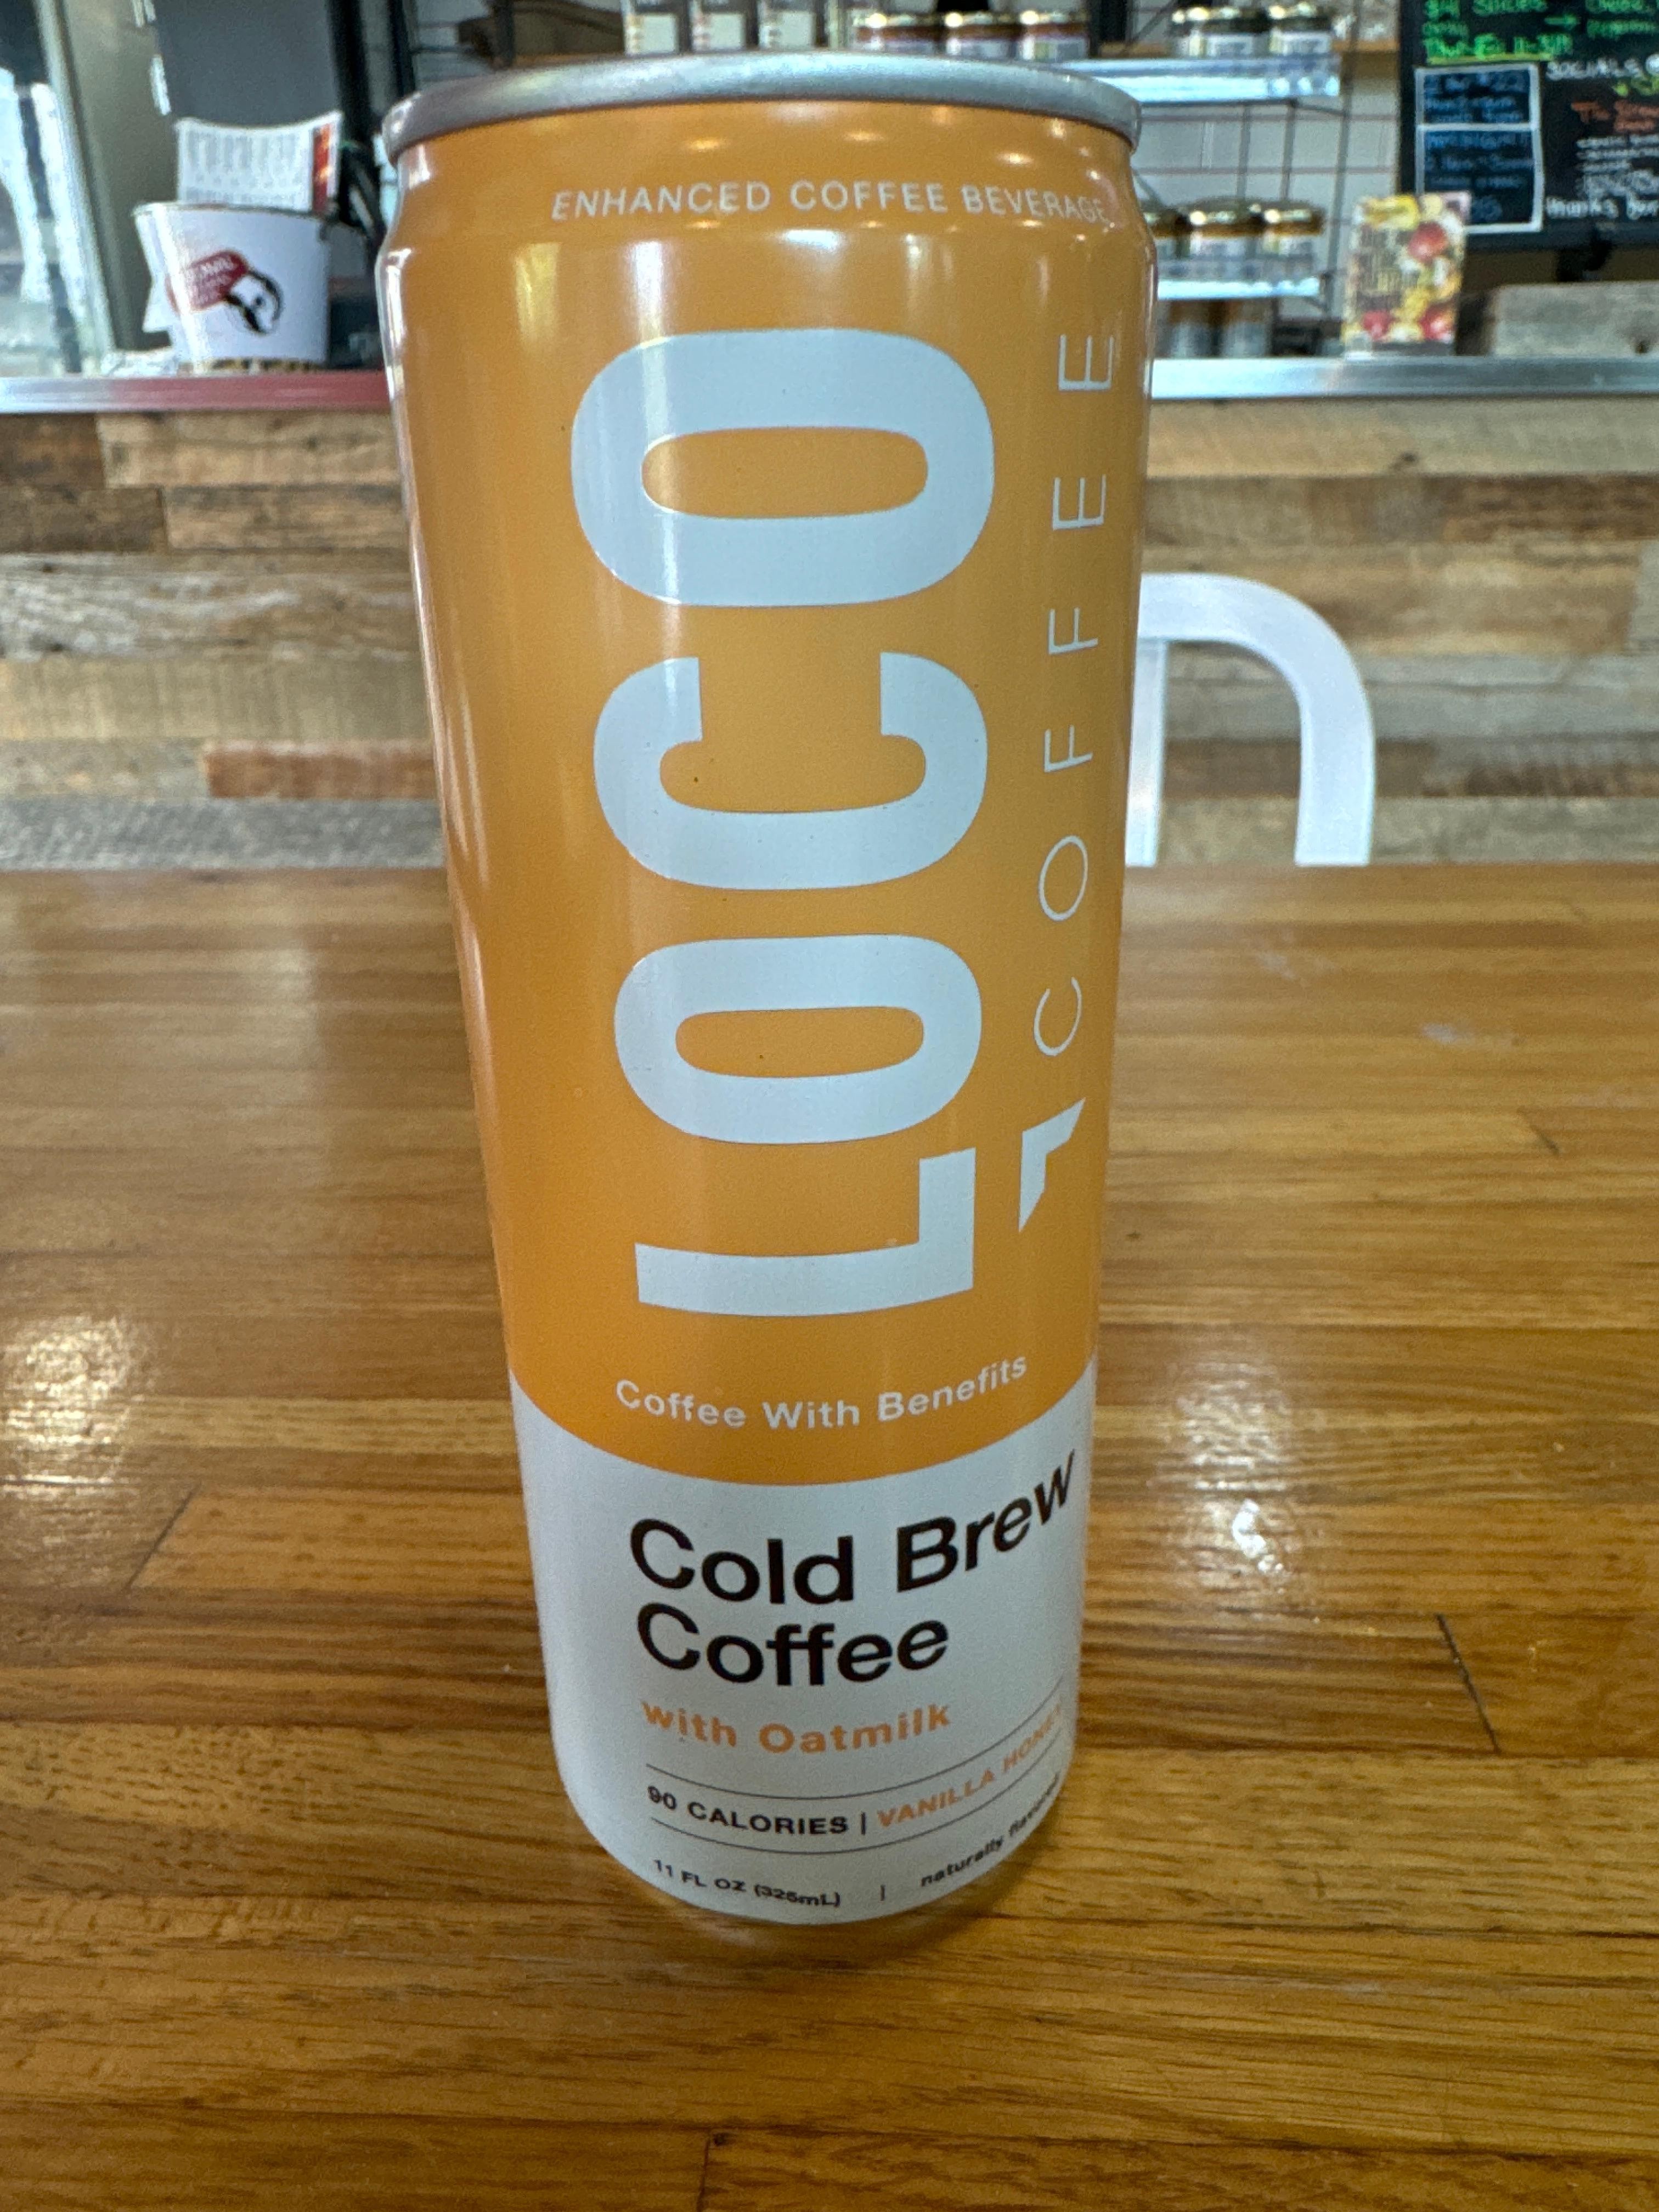 ENHANCED COFFEE BEVERAGE
LOCO
COFFEE
Coffee With Benefits
Cold Brew
Coffee
with Oatmilk
90 CALORIES | VANILLA HONEY
11 FL OZ (325mL) | naturally flavored
SOCIALS